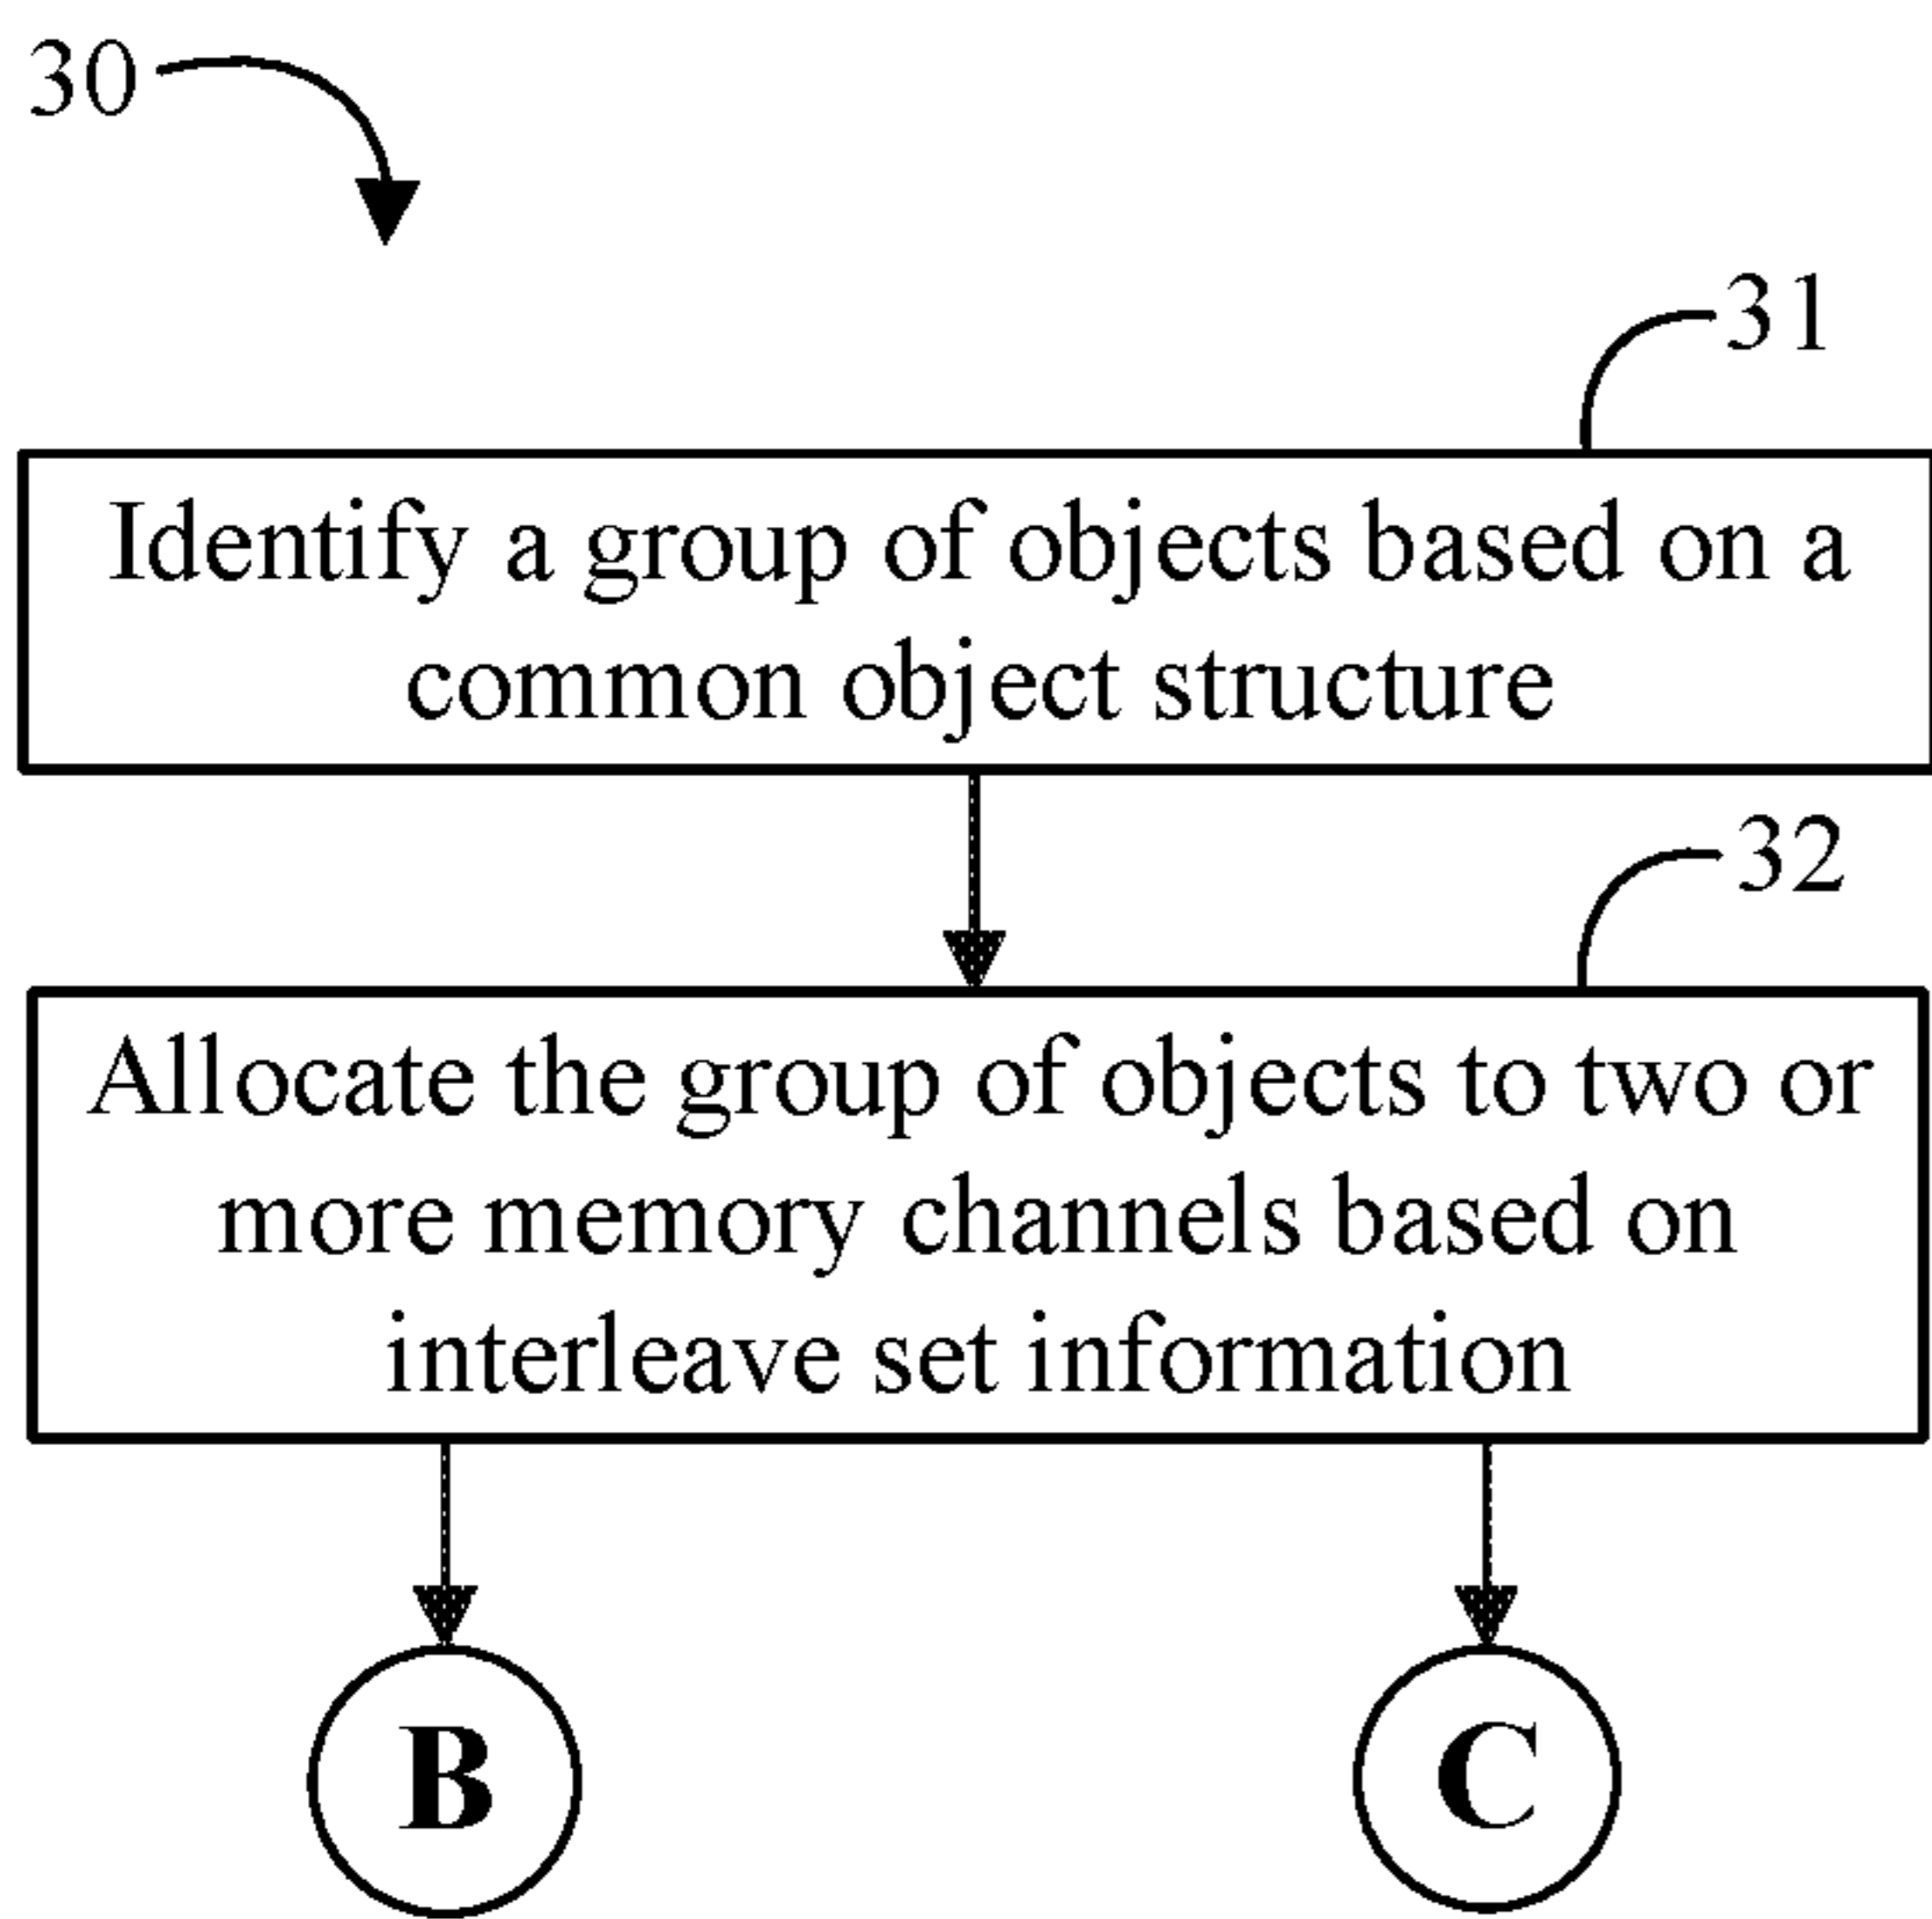 30
31
Identify a group of objects based on a
common object structure
32
Allocate the group of objects to two or
more memory channels based on
interleave set information
B
C